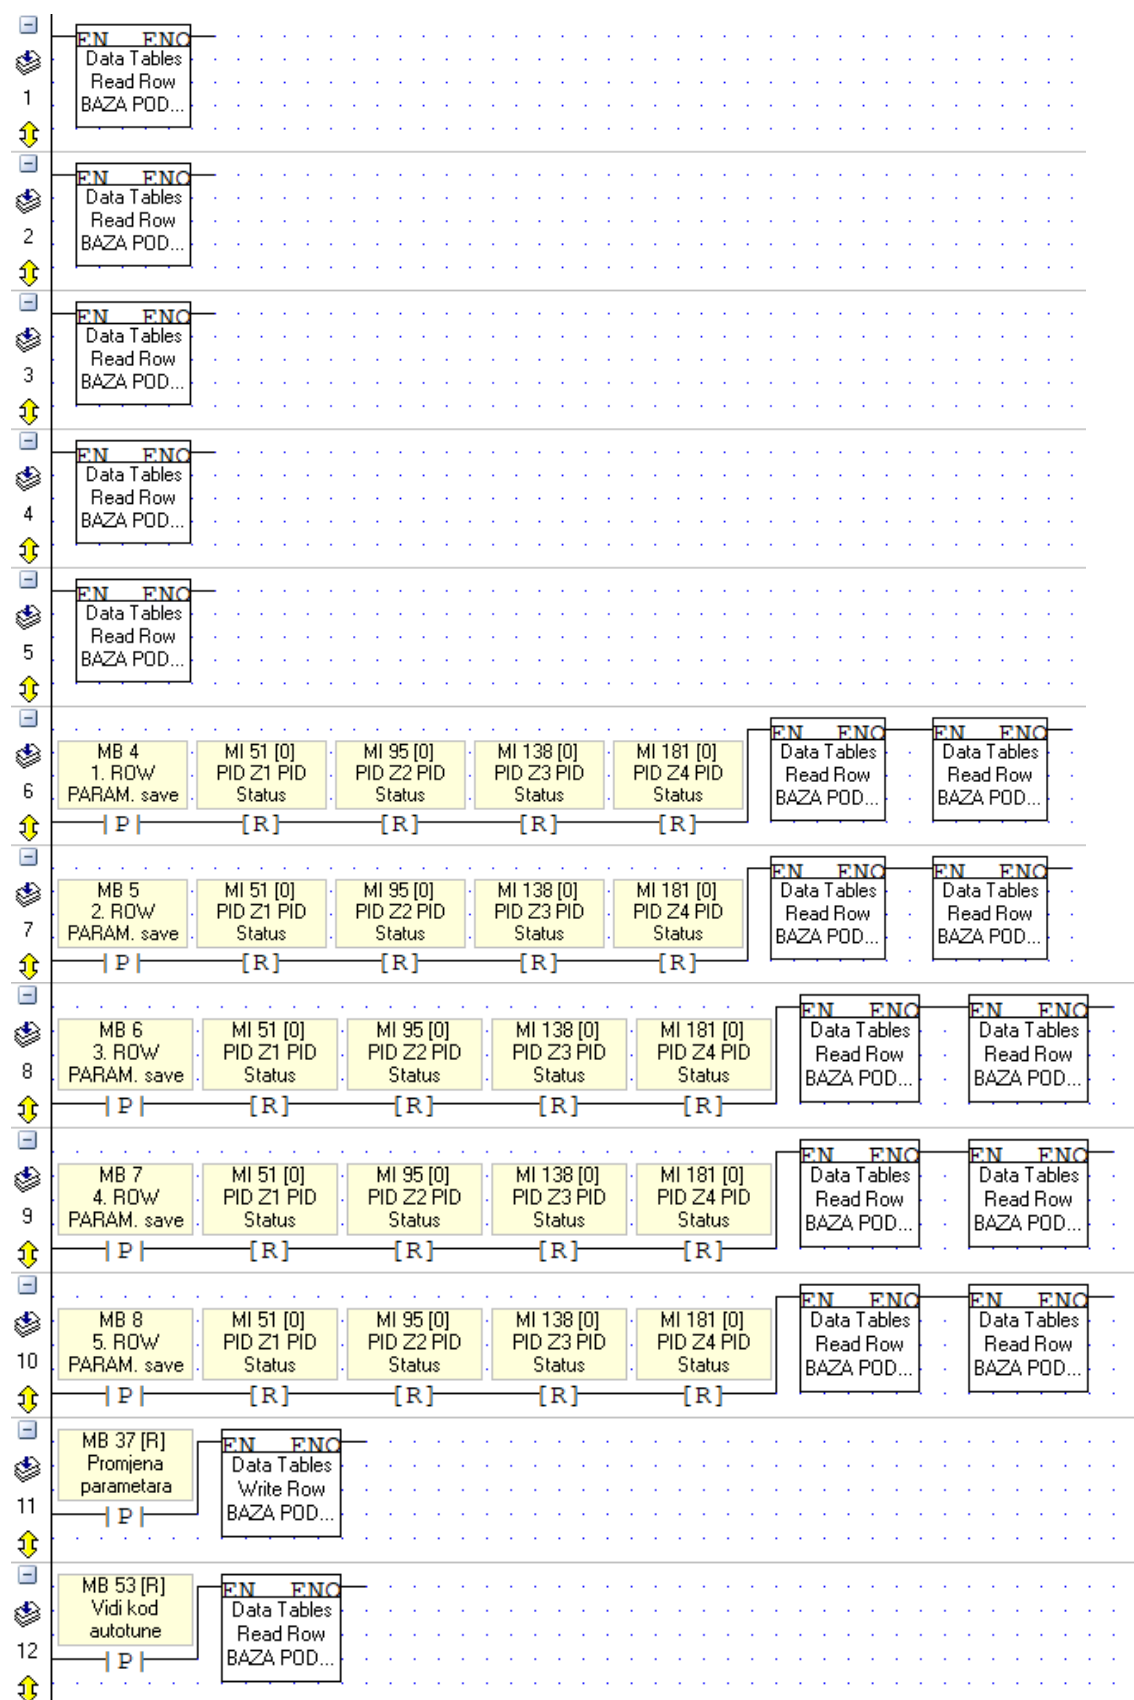 EN ENO
Data Tables
Read Row
BAZA POD...
1
EN ENO
Data Tables
Read Row
BAZA POD...
2
EN ENO
Data Tables
Read Row
BAZA POD...
3
EN ENO
Data Tables
Read Row
BAZA POD...
4
EN ENO
Data Tables
Read Row
BAZA POD...
5
EN ENO EN ENO
MB 4 MI 51 [0] MI 95 [0] MI 138 [0] MI 181 [0] Data Tables Data Tables
1. ROW PID Z1 PID PID Z2 PID PID Z3 PID PID Z4 PID Read Row Read Row
6 PARAM. save Status Status Status Status BAZA POD... BAZA POD...
P [R] [R] [R] [R]
EN ENO EN ENO
MB 5 MI 51 [0] MI 95 [0] MI 138 [0] MI 181 [0] Data Tables Data Tables
2. ROW PID Z1 PID PID Z2 PID PID Z3 PID PID Z4 PID Read Row Read Row
7 PARAM. save Status Status Status Status BAZA POD... BAZA POD...
P [R] [R] [R] [R]
EN ENO EN ENO
MB 6 MI 51 [0] MI 95 [0] MI 138 [0] MI 181 [0] Data Tables Data Tables
3. ROW PID Z1 PID PID Z2 PID PID Z3 PID PID Z4 PID Read Row Read Row
8 PARAM. save Status Status Status Status BAZA POD... BAZA POD...
P [R] [R] [R] [R]
EN ENO EN ENO
MB 7 MI 51 [0] MI 95 [0] MI 138 [0] MI 181 [0] Data Tables Data Tables
4. ROW PID Z1 PID PID Z2 PID PID Z3 PID PID Z4 PID Read Row Read Row
9 PARAM. save Status Status Status Status BAZA POD... BAZA POD...
P [R] [R] [R] [R]
EN ENO EN ENO
MB 8 MI 51 [0] MI 95 [0] MI 138 [0] MI 181 [0] Data Tables Data Tables
5. ROW PID Z1 PID PID Z2 PID PID Z3 PID PID Z4 PID Read Row Read Row
10 PARAM. save Status Status Status Status BAZA POD... BAZA POD...
P [R] [R] [R] [R]
MB 37 [R] EN ENO
Promjena Data Tables
parametara Write Row
11 P BAZA POD...
MB 53 [R] EN ENO
Vidi kod Data Tables
autotune Read Row
12 P BAZA POD...